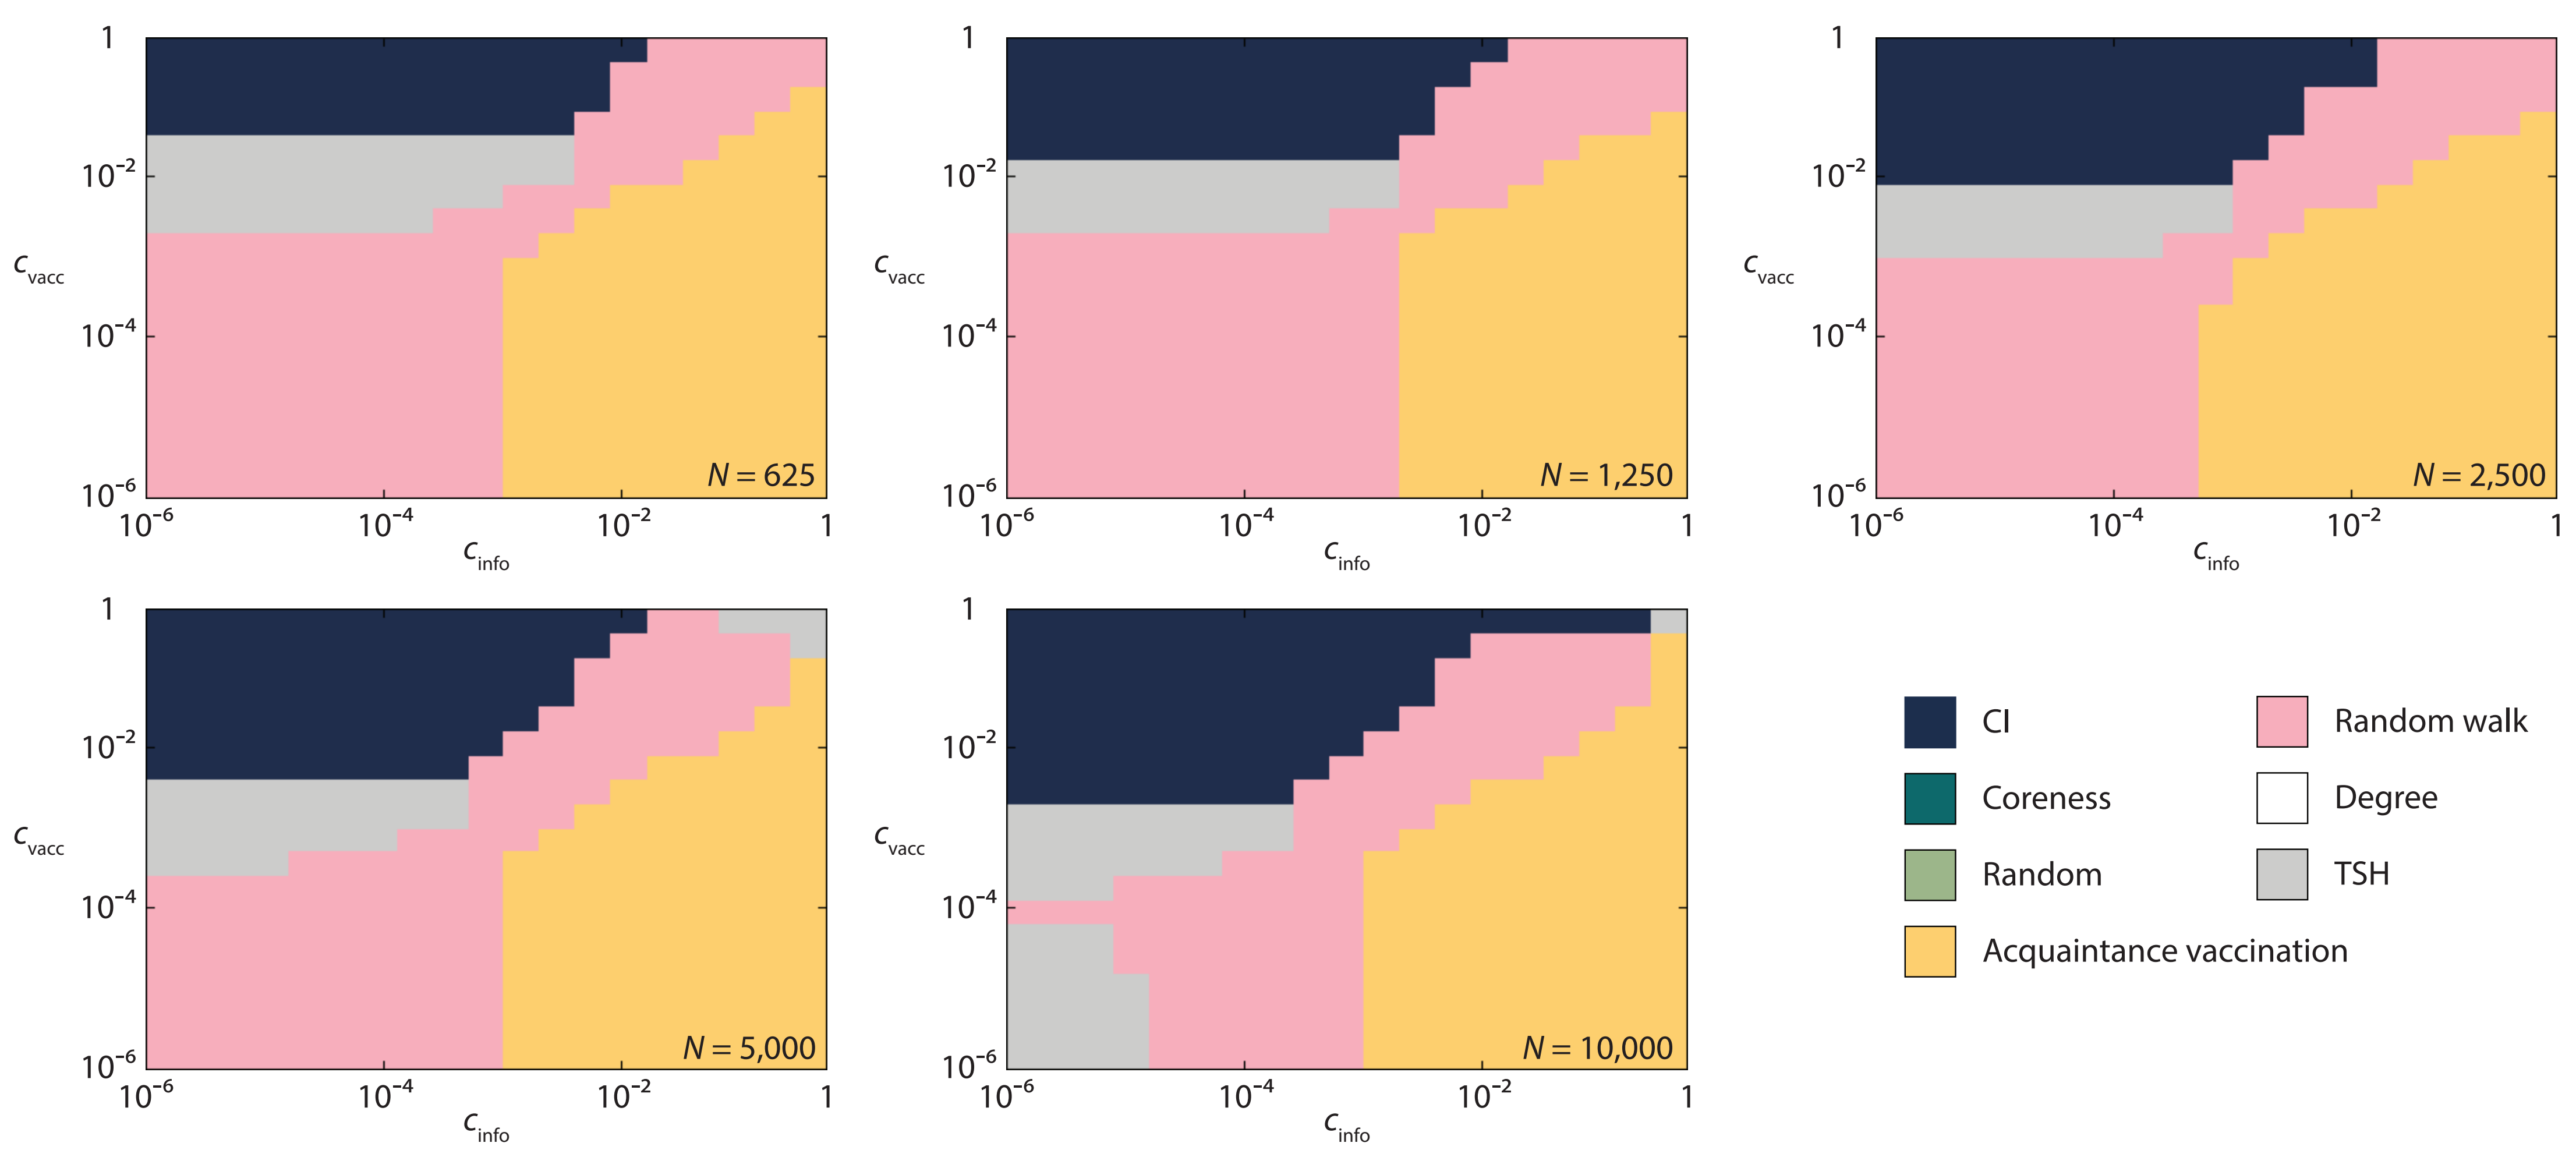 1
10⁻²
c_vacc
10⁻⁴
10⁻⁶
N = 625
10⁻⁶ 10⁻⁴ 10⁻² 1
c_info
1
10⁻²
c_vacc
10⁻⁴
10⁻⁶
N = 1,250
10⁻⁶ 10⁻⁴ 10⁻² 1
c_info
1
10⁻²
c_vacc
10⁻⁴
10⁻⁶
N = 2,500
10⁻⁶ 10⁻⁴ 10⁻² 1
c_info
1
10⁻²
c_vacc
10⁻⁴
10⁻⁶
N = 5,000
10⁻⁶ 10⁻⁴ 10⁻² 1
c_info
1
10⁻²
c_vacc
10⁻⁴
10⁻⁶
N = 10,000
10⁻⁶ 10⁻⁴ 10⁻² 1
c_info
CI
Random walk
Coreness
Degree
Random
TSH
Acquaintance vaccination